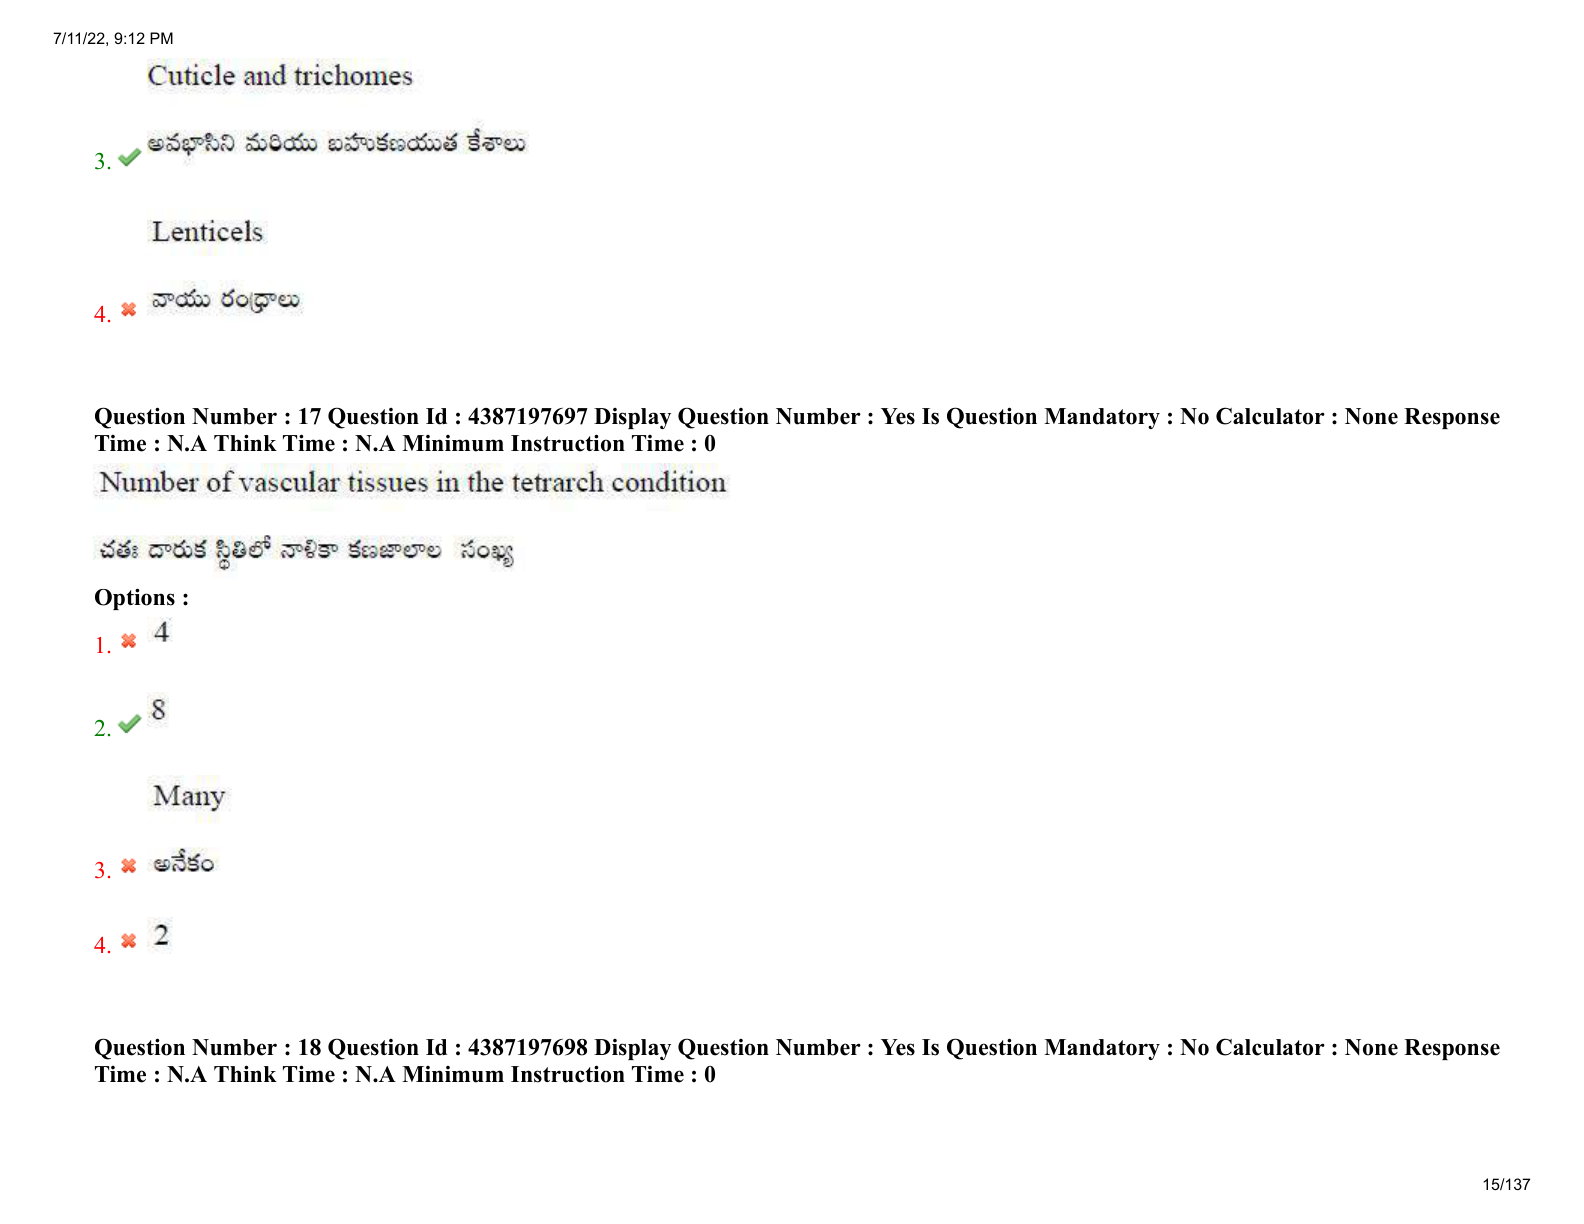 7/11/22, 9:12 PM
Cuticle and trichomes
అవభాసిని మరియు బహుకణయుత కేశాలు
3.
Lenticels
వాయు రంధ్రాలు
4.
Question Number : 17 Question Id : 4387197697 Display Question Number : Yes Is Question Mandatory : No Calculator : None Response
Time : N.A Think Time : N.A Minimum Instruction Time : 0
Number of vascular tissues in the tetrarch condition
చతః దారుక స్థితిలో నాళికా కణజాలాల సంఖ్య
Options :
1. 4
2. 8
Many
3. అనేకం
4. 2
Question Number : 18 Question Id : 4387197698 Display Question Number : Yes Is Question Mandatory : No Calculator : None Response
Time : N.A Think Time : N.A Minimum Instruction Time : 0
15/137